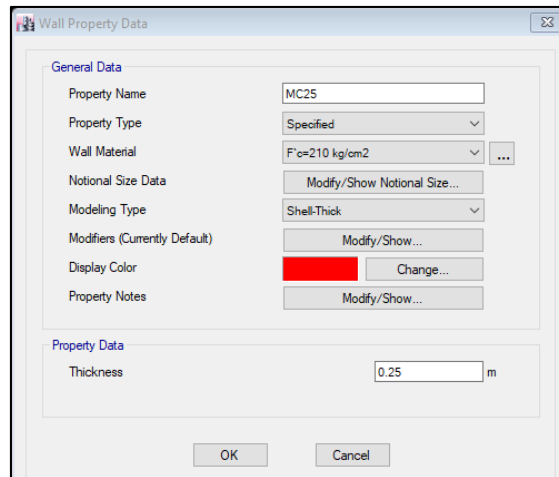 Wall Property Data
General Data
Property Name MC25
Property Type Specified
Wall Material F`c=210 kg/cm2 ...
Notional Size Data Modify/Show Notional Size...
Modeling Type Shell-Thick
Modifiers (Currently Default) Modify/Show...
Display Color Change...
Property Notes Modify/Show...
Property Data
Thickness 0.25 m
OK Cancel